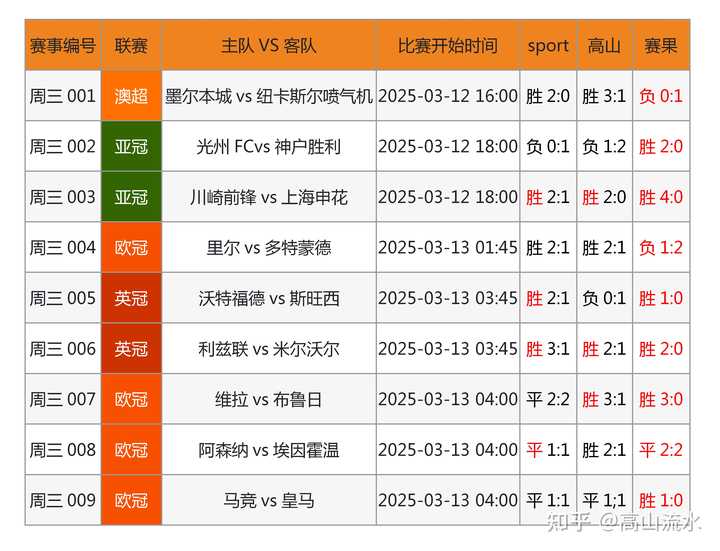 赛事编号 联赛 主队 VS 客队 比赛开始时间 sport 高山 赛果
周三 001 澳超 墨尔本城 vs 纽卡斯尔喷气机 2025-03-12 16:00 胜 2:0 胜 3:1 负 0:1
周三 002 亚冠 光州 FCvs 神户胜利 2025-03-12 18:00 负 0:1 负 1:2 胜 2:0
周三 003 亚冠 川崎前锋 vs 上海申花 2025-03-12 18:00 胜 2:1 胜 2:0 胜 4:0
周三 004 欧冠 里尔 vs 多特蒙德 2025-03-13 01:45 胜 2:1 胜 2:1 负 1:2
周三 005 英冠 沃特福德 vs 斯旺西 2025-03-13 03:45 胜 2:1 负 0:1 胜 1:0
周三 006 英冠 利兹联 vs 米尔沃尔 2025-03-13 03:45 胜 3:1 胜 2:1 胜 2:0
周三 007 欧冠 维拉 vs 布鲁日 2025-03-13 04:00 平 2:2 胜 3:1 胜 3:0
周三 008 欧冠 阿森纳 vs 埃因霍温 2025-03-13 04:00 平 1:1 胜 2:1 平 2:2
周三 009 欧冠 马竞 vs 皇马 2025-03-13 04:00 平 1:1 平 1;1 胜 1:0
知乎 @高山流水